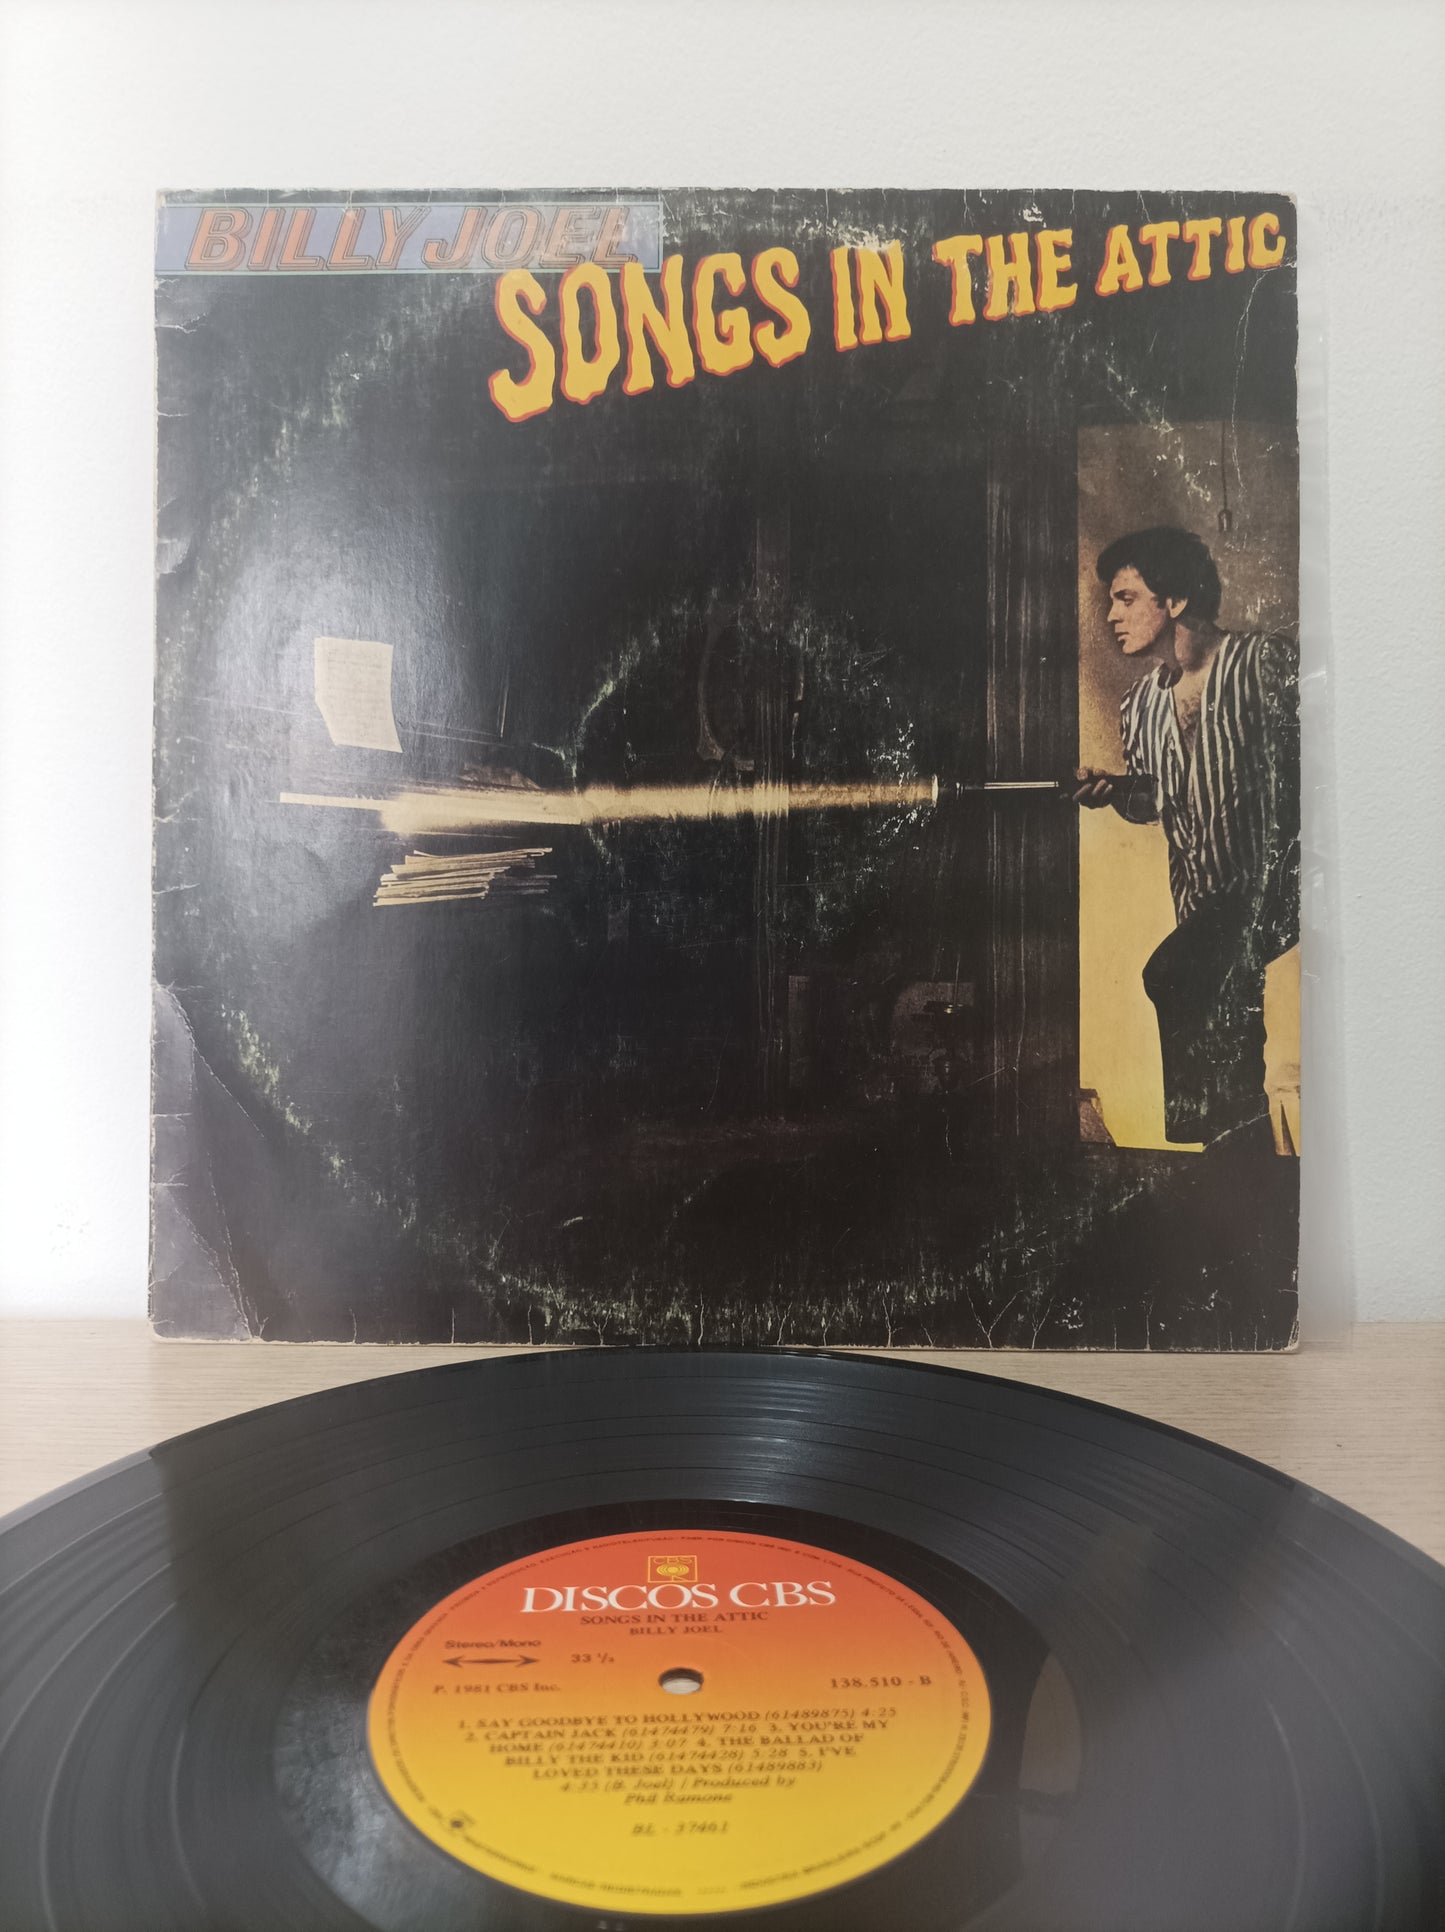 BILLY JOEL
SONGS IN THE ATTIC
CBS
DISCOS CBS
SONGS IN THE ATTIC
BILLY JOEL
Stereo/Mono
33 1/3
P. 1981 CBS Inc.
138.510 - B
1. SAY GOODBYE TO HOLLYWOOD (61489875) 4:25
2. CAPTAIN JACK (61474479) 7:16 3. YOU'RE MY
HOME (61474410) 3:07 4. THE BALLAD OF
BILLY THE KID (61474428) 5:28 5. I'VE
LOVED THESE DAYS (61489883)
4:35 (B. Joel) / Produced by
Phil Ramone
BL - 37461